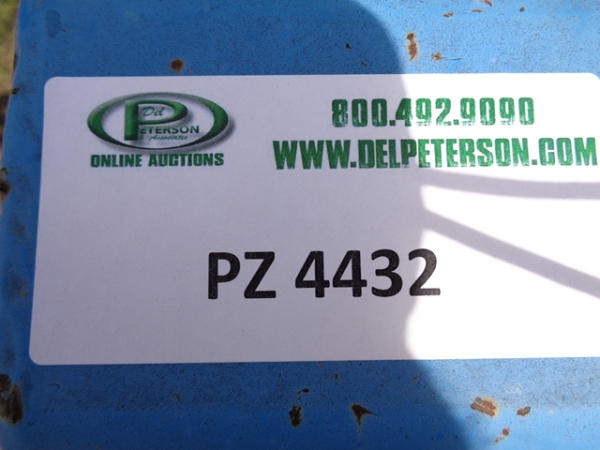 Del
PETERSON
& Associates
ONLINE AUCTIONS
800.492.9090
WWW.DELPETERSON.COM
PZ 4432